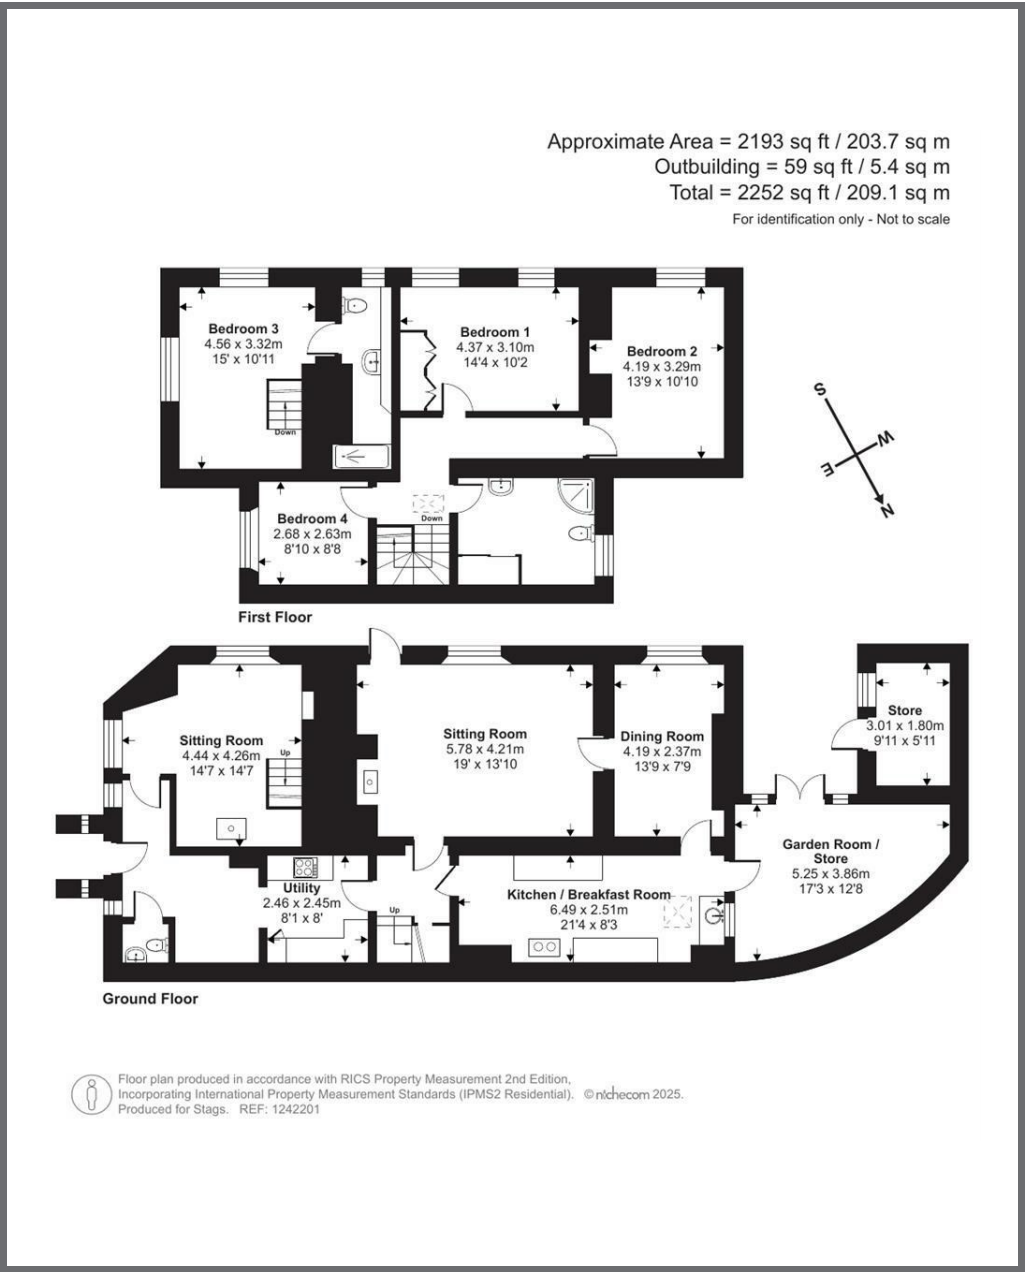 Approximate Area = 2193 sq ft / 203.7 sq m
Outbuilding = 59 sq ft / 5.4 sq m
Total = 2252 sq ft / 209.1 sq m
For identification only - Not to scale
Bedroom 3
4.56 x 3.32m
15' x 10'11
Down
Bedroom 1
4.37 x 3.10m
14'4 x 10'2
Bedroom 2
4.19 x 3.29m
13'9 x 10'10
S
W
E
N
Bedroom 4
2.68 x 2.63m
8'10 x 8'8
Down
First Floor
Sitting Room
4.44 x 4.26m
14'7 x 14'7
Up
Sitting Room
5.78 x 4.21m
19' x 13'10
Dining Room
4.19 x 2.37m
13'9 x 7'9
Store
3.01 x 1.80m
9'11 x 5'11
Garden Room /
Store
5.25 x 3.86m
17'3 x 12'8
Utility
2.46 x 2.45m
8'1 x 8'
Up
Kitchen / Breakfast Room
6.49 x 2.51m
21'4 x 8'3
Ground Floor
Floor plan produced in accordance with RICS Property Measurement 2nd Edition,
Incorporating International Property Measurement Standards (IPMS2 Residential). © nichecom 2025.
Produced for Stags. REF: 1242201